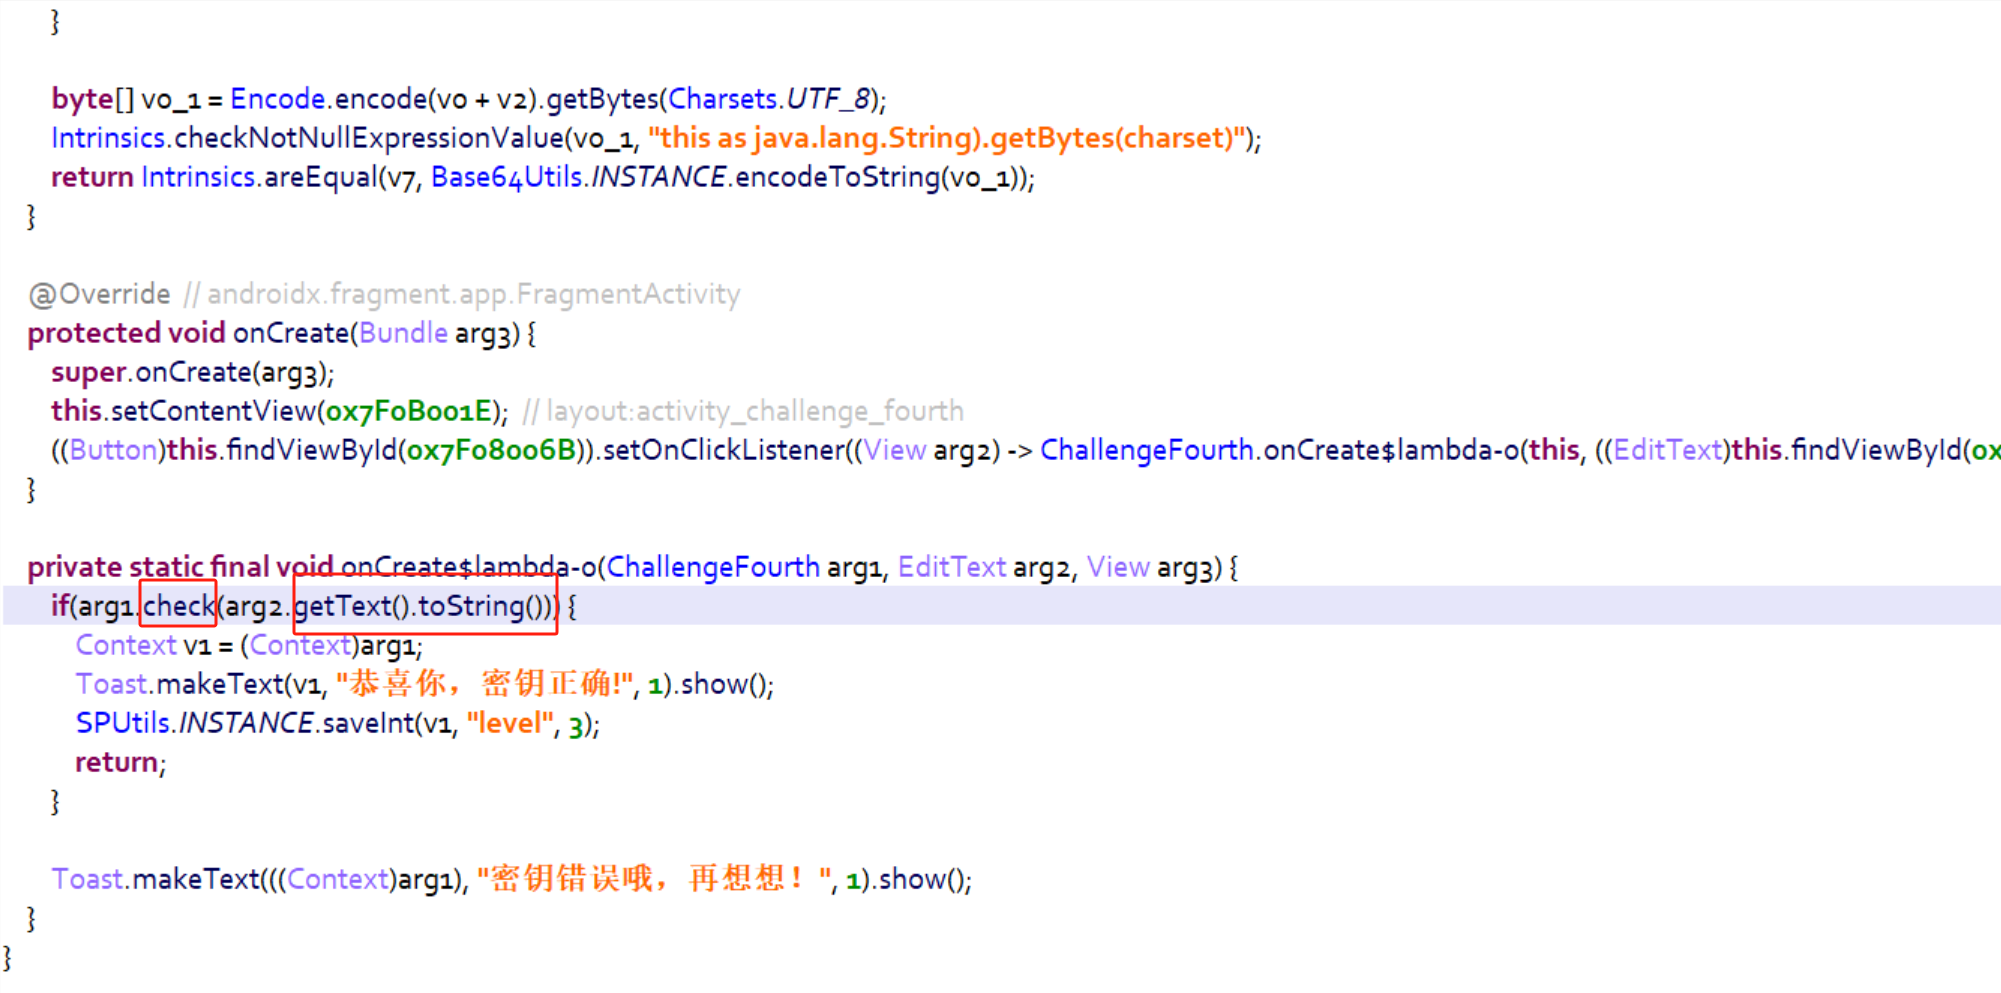 }
byte[] v0_1 = Encode.encode(v0 + v2).getBytes(Charsets.UTF_8);
Intrinsics.checkNotNullExpressionValue(v0_1, "this as java.lang.String).getBytes(charset)");
return Intrinsics.areEqual(v7, Base64Utils.INSTANCE.encodeToString(v0_1));
}
@Override // androidx.fragment.app.FragmentActivity
protected void onCreate(Bundle arg3) {
super.onCreate(arg3);
this.setContentView(0x7F0B001E); // layout:activity_challenge_fourth
((Button)this.findViewById(0x7F08006B)).setOnClickListener((View arg2) -> ChallengeFourth.onCreate$lambda-0(this, ((EditText)this.findViewById(0x
}
private static final void onCreate$lambda-0(ChallengeFourth arg1, EditText arg2, View arg3) {
if(arg1.check(arg2.getText().toString())) {
Context v1 = (Context)arg1;
Toast.makeText(v1, "恭喜你，密钥正确!", 1).show();
SPUtils.INSTANCE.saveInt(v1, "level", 3);
return;
}
Toast.makeText(((Context)arg1), "密钥错误哦，再想想！", 1).show();
}
}